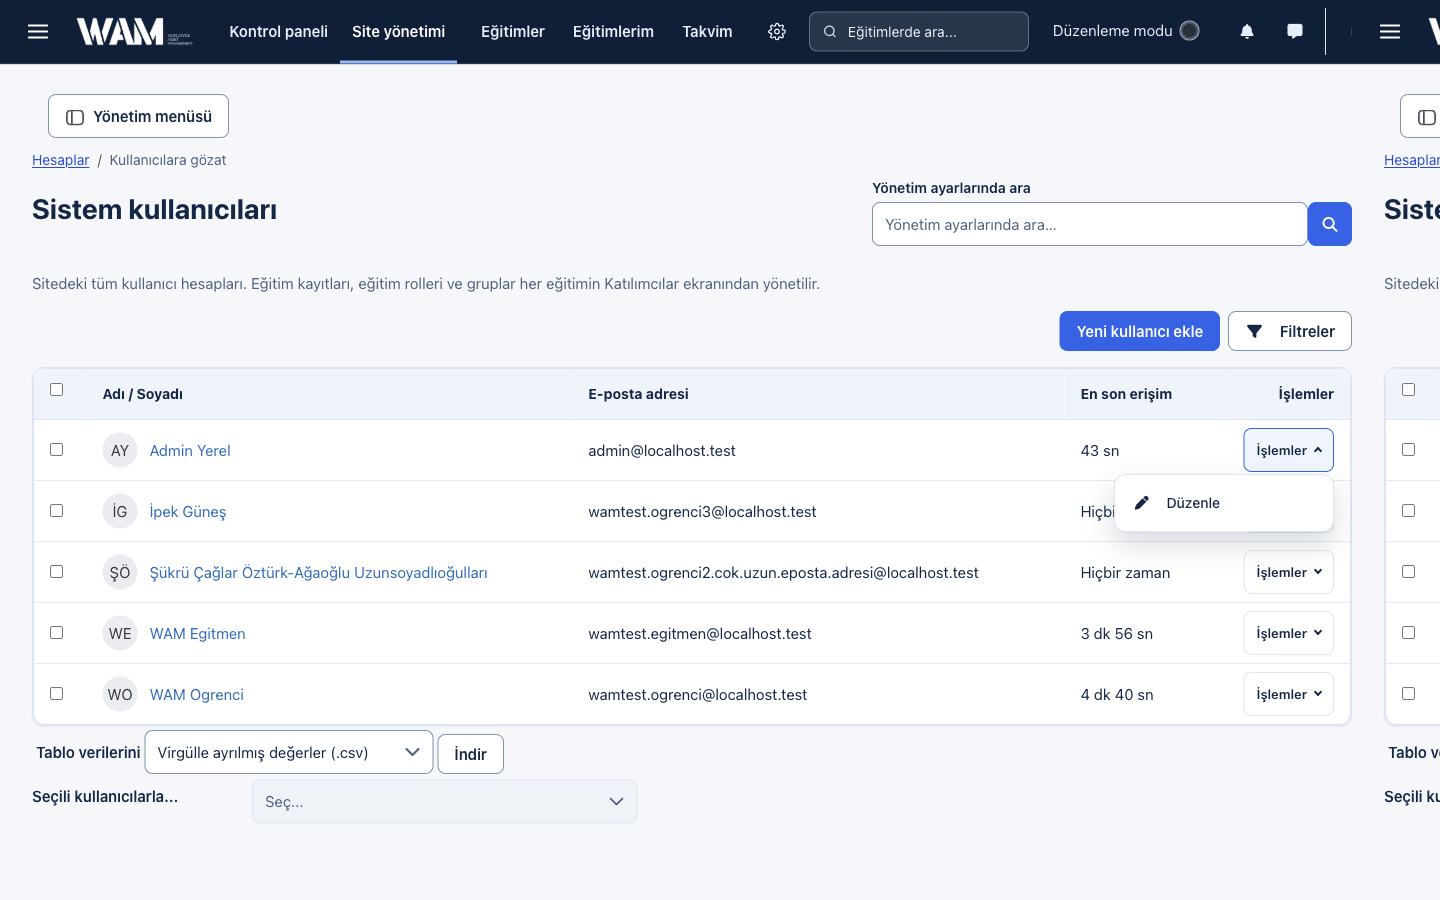 WAM WORLDWIDE ASSET MANAGEMENT Kontrol paneli Site yönetimi Eğitimler Eğitimlerim Takvim Eğitimlerde ara... Düzenleme modu
Yönetim menüsü
Hesaplar / Kullanıcılara gözat Hesaplar
Yönetim ayarlarında ara
Sistem kullanıcıları
Yönetim ayarlarında ara...
Sitedeki tüm kullanıcı hesapları. Eğitim kayıtları, eğitim rolleri ve gruplar her eğitimin Katılımcılar ekranından yönetilir. Sitedeki
Yeni kullanıcı ekle Filtreler
Adı / Soyadı E-posta adresi En son erişim İşlemler
AY Admin Yerel admin@localhost.test 43 sn İşlemler
Düzenle
İG İpek Güneş wamtest.ogrenci3@localhost.test Hiçbi
ŞÖ Şükrü Çağlar Öztürk-Ağaoğlu Uzunsoyadlıoğulları wamtest.ogrenci2.cok.uzun.eposta.adresi@localhost.test Hiçbir zaman İşlemler
WE WAM Egitmen wamtest.egitmen@localhost.test 3 dk 56 sn İşlemler
WO WAM Ogrenci wamtest.ogrenci@localhost.test 4 dk 40 sn İşlemler
Tablo verilerini Virgülle ayrılmış değerler (.csv) İndir Tablo
Seçili kullanıcılarla... Seç... Seçili